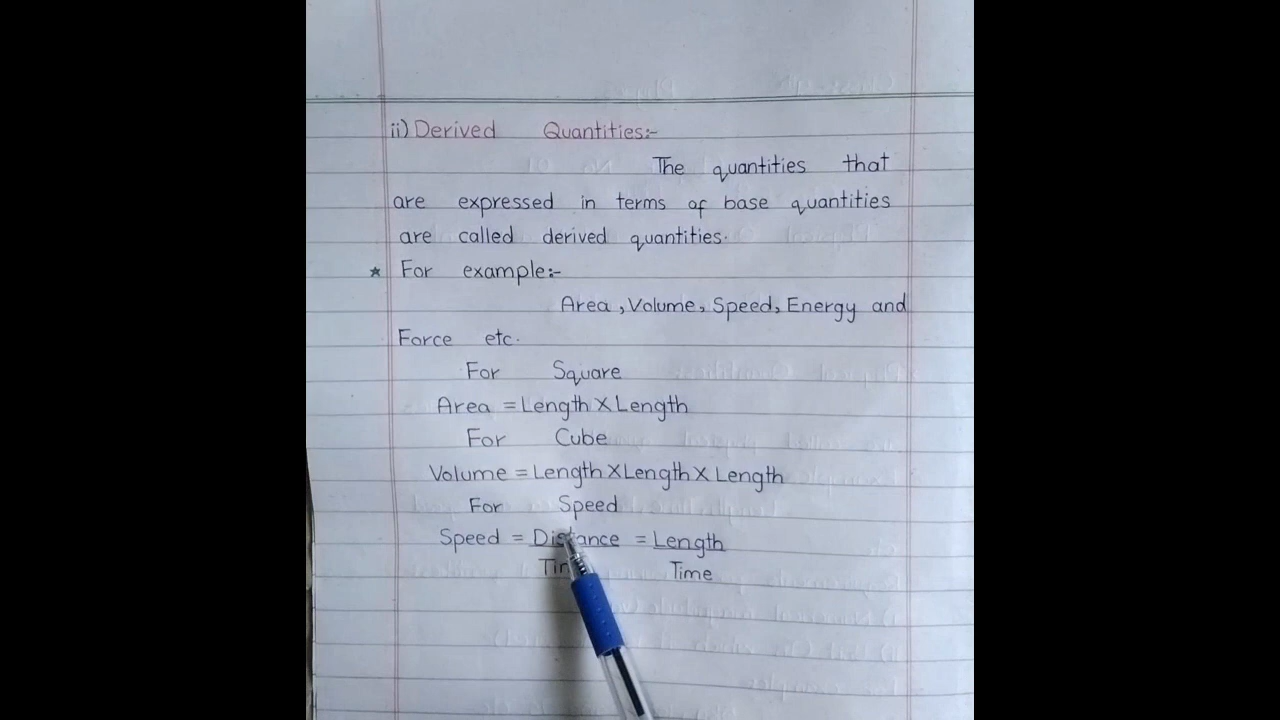 ii) Derived Quantities:-
The quantities that
are expressed in terms of base quantities
are called derived quantities.
* For example:-
Area, Volume, Speed, Energy and
Force etc.
For Square
Area = Length X Length
For Cube
Volume = Length X Length X Length
For Speed
Speed = Distance = Length
Time